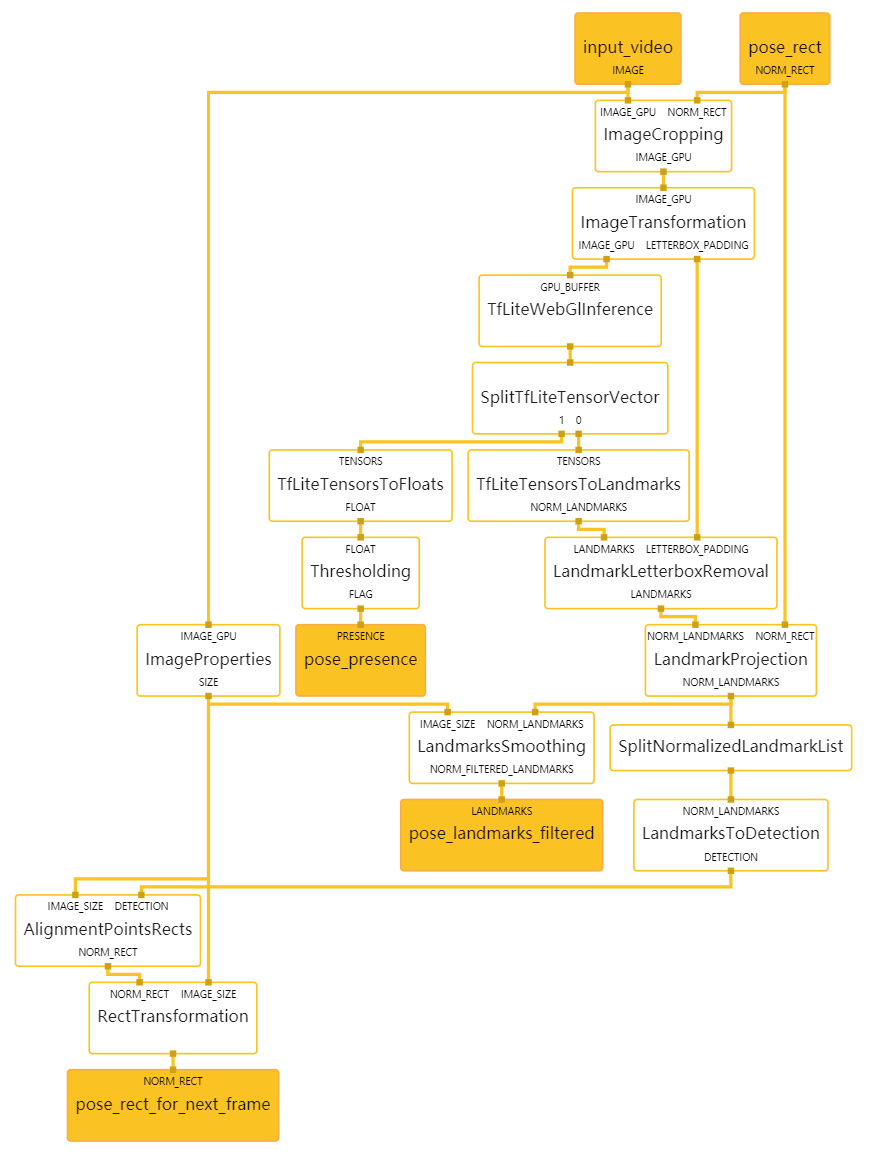 input_video
IMAGE
pose_rect
NORM_RECT
IMAGE_GPU NORM_RECT
ImageCropping
IMAGE_GPU
IMAGE_GPU
ImageTransformation
IMAGE_GPU LETTERBOX_PADDING
GPU_BUFFER
TfLiteWebGlInference
SplitTfLiteTensorVector
1 0
TENSORS
TfLiteTensorsToFloats
FLOAT
TENSORS
TfLiteTensorsToLandmarks
NORM_LANDMARKS
FLOAT
Thresholding
FLAG
LANDMARKS LETTERBOX_PADDING
LandmarkLetterboxRemoval
LANDMARKS
IMAGE_GPU
ImageProperties
SIZE
PRESENCE
pose_presence
NORM_LANDMARKS NORM_RECT
LandmarkProjection
NORM_LANDMARKS
IMAGE_SIZE NORM_LANDMARKS
LandmarksSmoothing
NORM_FILTERED_LANDMARKS
SplitNormalizedLandmarkList
LANDMARKS
pose_landmarks_filtered
NORM_LANDMARKS
LandmarksToDetection
DETECTION
IMAGE_SIZE DETECTION
AlignmentPointsRects
NORM_RECT
NORM_RECT IMAGE_SIZE
RectTransformation
NORM_RECT
pose_rect_for_next_frame